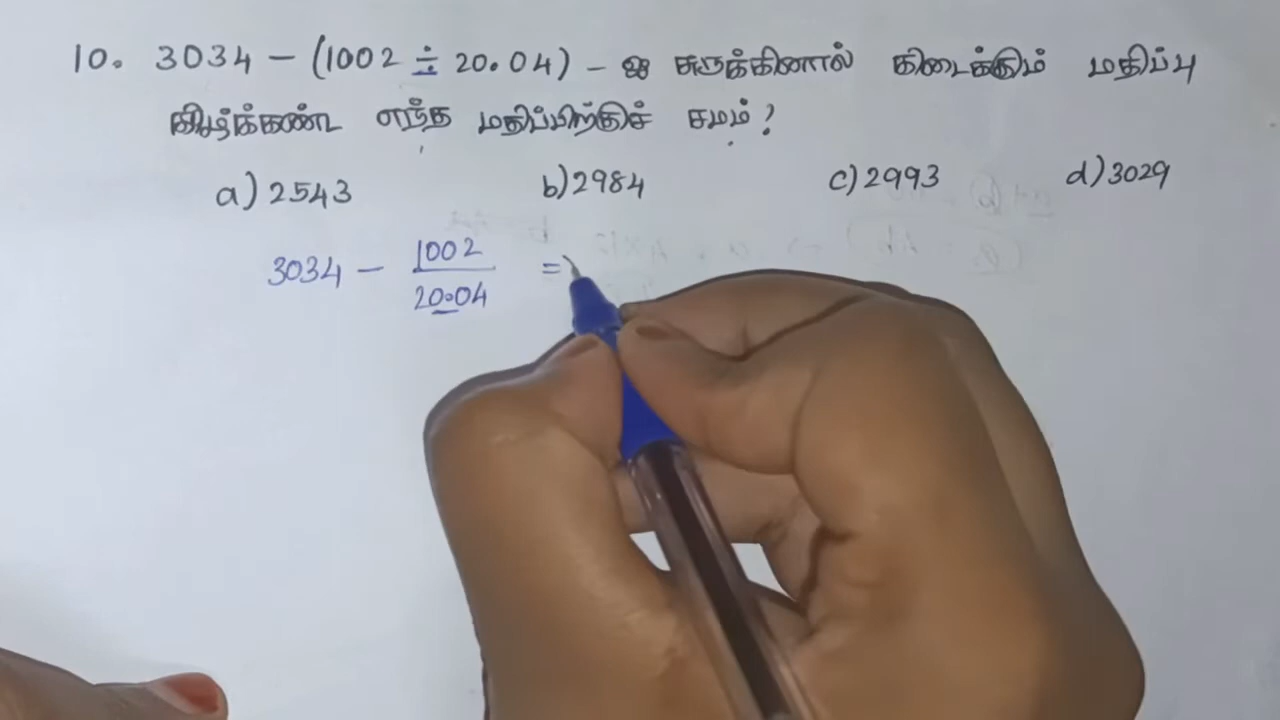 10. 3034 - (1002 ÷ 20.04) - ஐ சுருக்கினால் கிடைக்கும் மதிப்பு
கீழ்க்கண்ட எந்த மதிப்பிற்குச் சமம்?
a) 2543 b) 2984 c) 2993 d) 3029
3034 - 1002/20.04 =